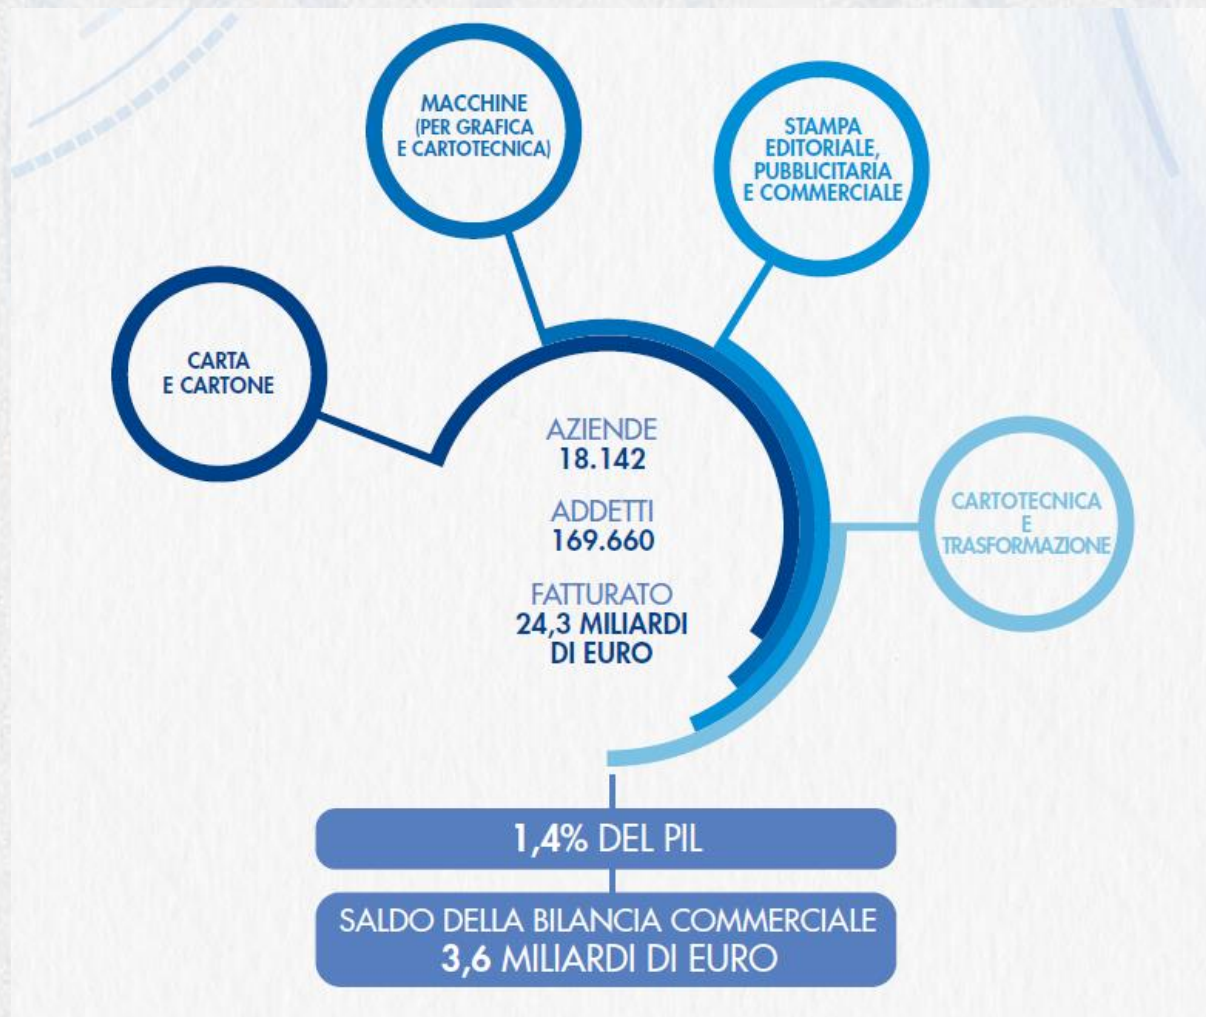 MACCHINE
(PER GRAFICA
E CARTOTECNICA)
STAMPA
EDITORIALE,
PUBBLICITARIA
E COMMERCIALE
CARTA
E CARTONE
CARTOTECNICA
E
TRASFORMAZIONE
AZIENDE
18.142
ADDETTI
169.660
FATTURATO
24,3 MILIARDI
DI EURO
1,4% DEL PIL
SALDO DELLA BILANCIA COMMERCIALE
3,6 MILIARDI DI EURO